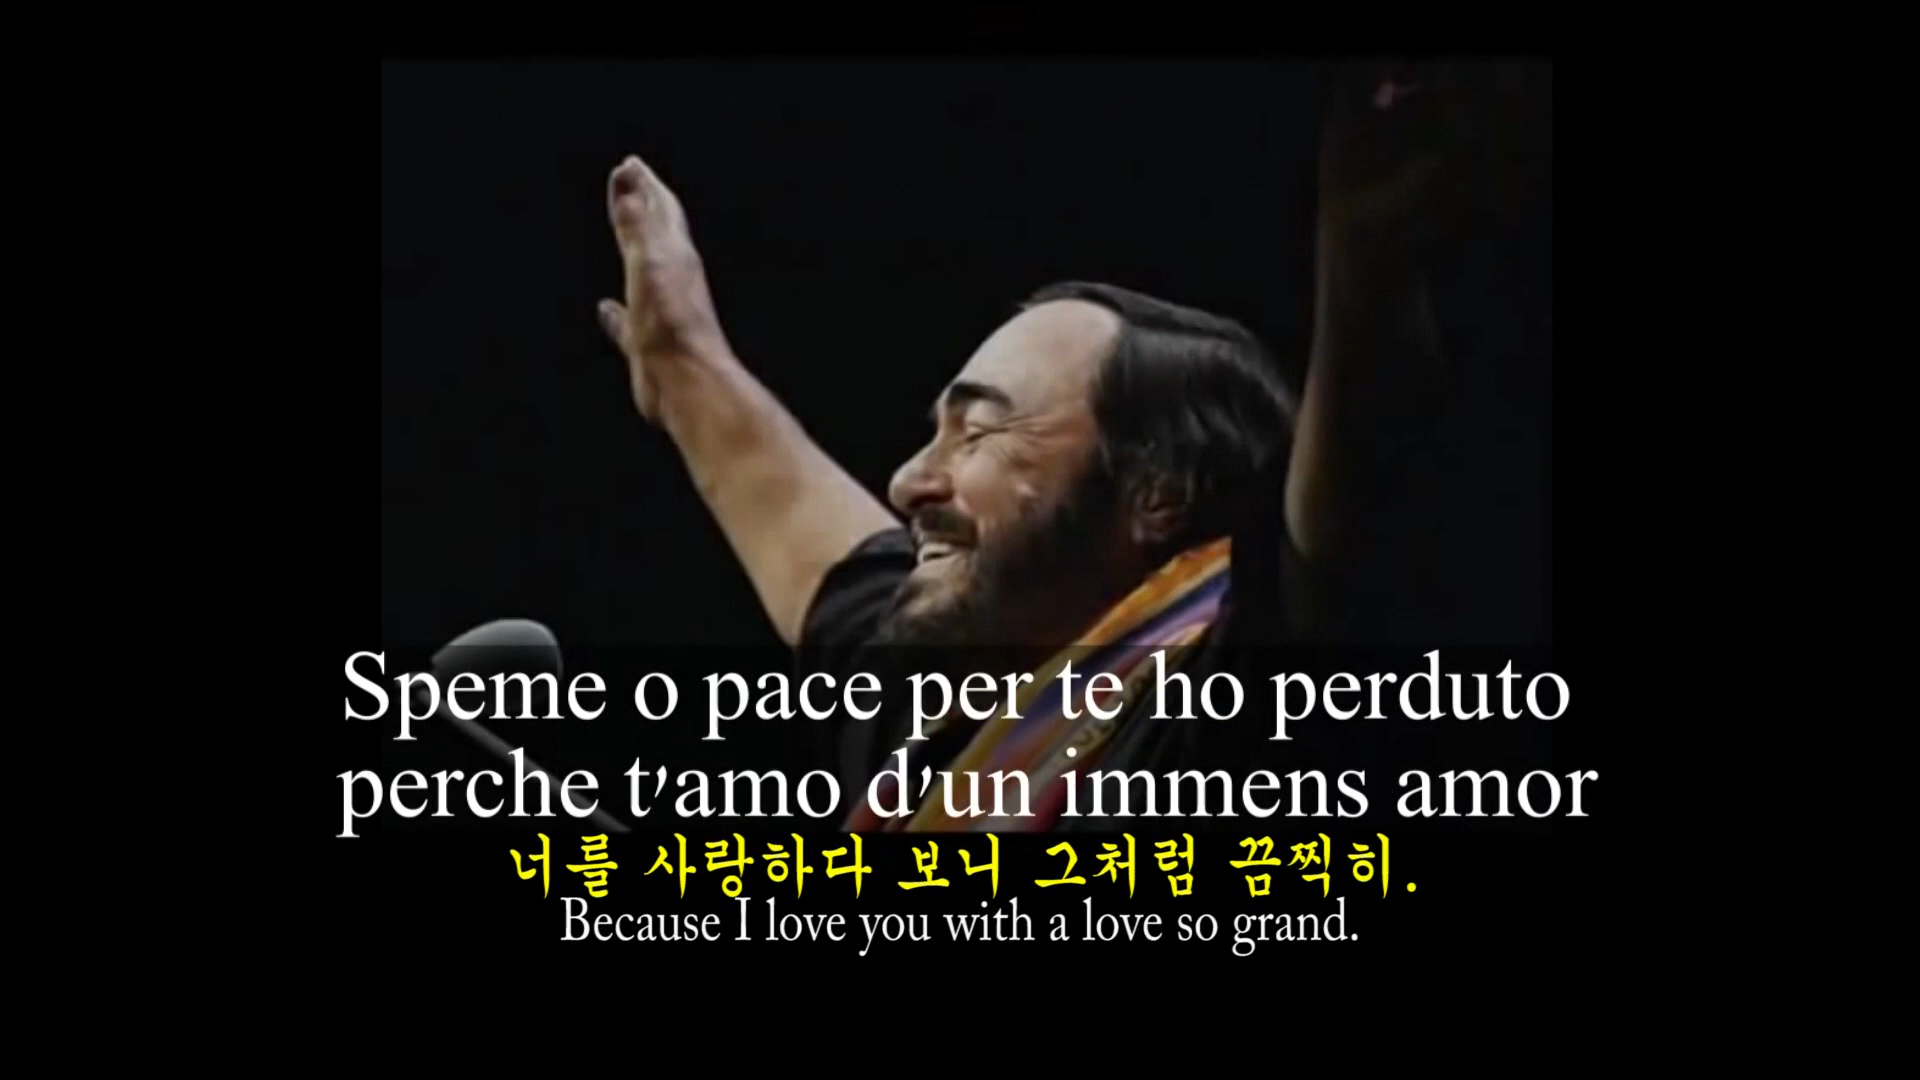 Speme o pace per te ho perduto
perche t'amo d'un immens amor
너를 사랑하다 보니 그처럼 끔찍히.
Because I love you with a love so grand.